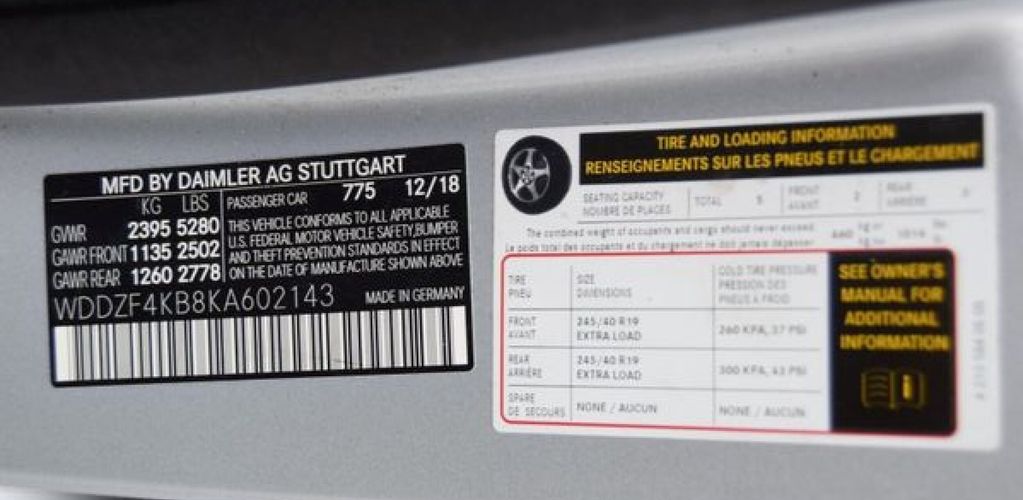 MFD BY DAIMLER AG STUTTGART
KG LBS
GVWR 2395 5280
GAWR FRONT 1135 2502
GAWR REAR 1260 2778
PASSENGER CAR 775 12/18
THIS VEHICLE CONFORMS TO ALL APPLICABLE
U.S. FEDERAL MOTOR VEHICLE SAFETY,BUMPER
AND THEFT PREVENTION STANDARDS IN EFFECT
ON THE DATE OF MANUFACTURE SHOWN ABOVE
WDDZF4KB8KA602143 MADE IN GERMANY
TIRE AND LOADING INFORMATION
RENSEIGNEMENTS SUR LES PNEUS ET LE CHARGEMENT
SEATING CAPACITY
NOMBRE DE PLACES
TOTAL 5
FRONT
AVANT 2
REAR
ARRIÈRE
The combined weight of occupants and cargo should never exceed
Le poids total des occupants et du chargement ne doit jamais dépasser
TIRE
PNEU
SIZE
DIMENSIONS
COLD TIRE PRESSURE
PRESSION DES
PNEUS A FROID
FRONT
AVANT
245/40 R19
EXTRA LOAD
260 KPA, 37 PSI
REAR
ARRIÈRE
245/40 R19
EXTRA LOAD
300 KPA, 43 PSI
SPARE
DE SECOURS
NONE / AUCUN
NONE / AUCUN
SEE OWNER'S
MANUAL FOR
ADDITIONAL
INFORMATION